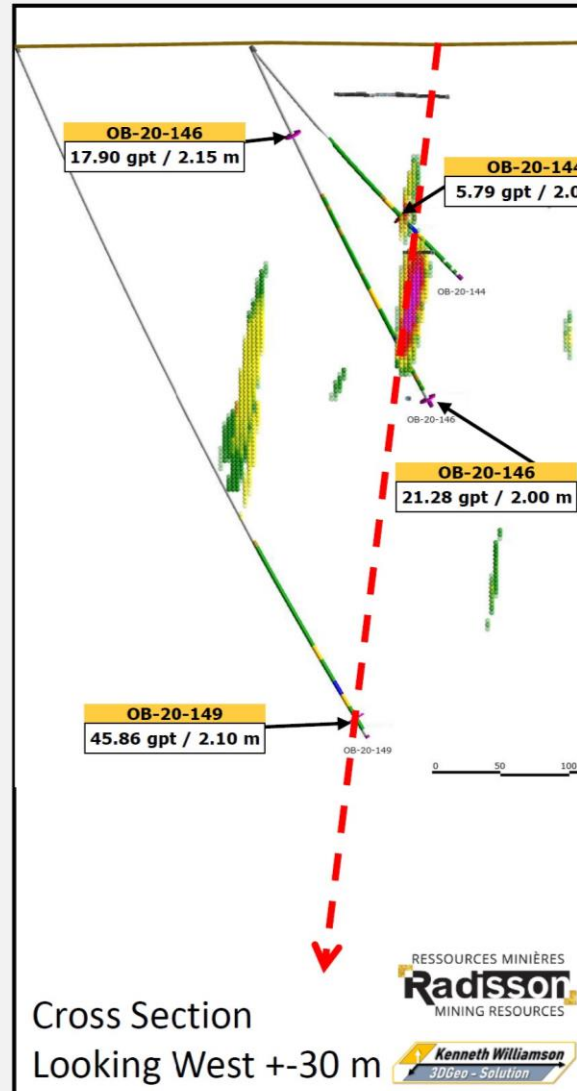 OB-20-146
17.90 gpt / 2.15 m
OB-20-144
5.79 gpt / 2.0
OB-20-144
OB-20-146
OB-20-146
21.28 gpt / 2.00 m
OB-20-149
45.86 gpt / 2.10 m
OB-20-149
0 50 100
RESSOURCES MINIÈRES
Radisson
MINING RESOURCES
Cross Section
Looking West +-30 m
Kenneth Williamson
3DGeo - Solution